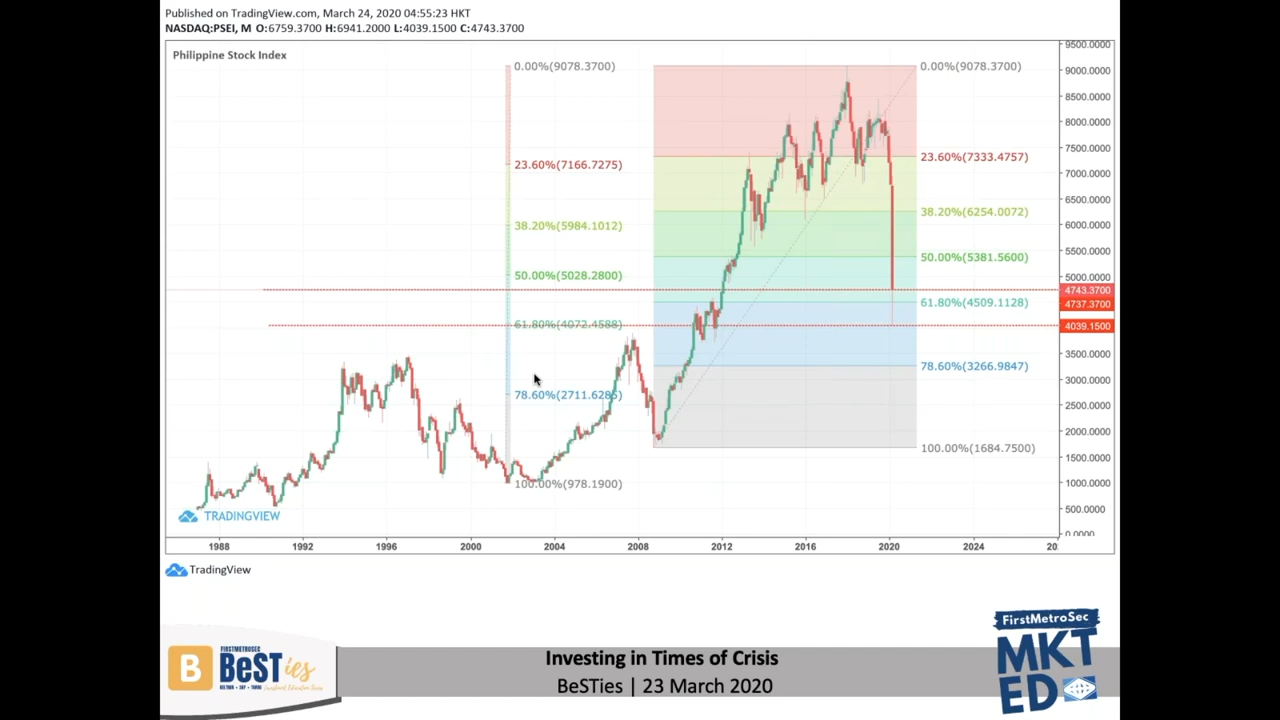 Published on TradingView.com, March 24, 2020 04:55:23 HKT
NASDAQ:PSEI, M O:6759.3700 H:6941.2000 L:4039.1500 C:4743.3700
Philippine Stock Index
0.00%(9078.3700)
23.60%(7166.7275)
38.20%(5984.1012)
50.00%(5028.2800)
61.80%(4072.4588)
78.60%(2711.6285)
100.00%(978.1900)
0.00%(9078.3700)
23.60%(7333.4757)
38.20%(6254.0072)
50.00%(5381.5600)
61.80%(4509.1128)
78.60%(3266.9847)
100.00%(1684.7500)
9500.0000
9000.0000
8500.0000
8000.0000
7500.0000
7000.0000
6500.0000
6000.0000
5500.0000
5000.0000
4743.3700
4737.3700
4039.1500
3500.0000
3000.0000
2500.0000
2000.0000
1500.0000
1000.0000
500.0000
0.0000
TRADINGVIEW
1988 1992 1996 2000 2004 2008 2012 2016 2020 2024 20
TradingView
B
FIRSTMETROSEC
BeSTies
Investing in Times of Crisis
BeSTies | 23 March 2020
FirstMetroSec
MKT
ED